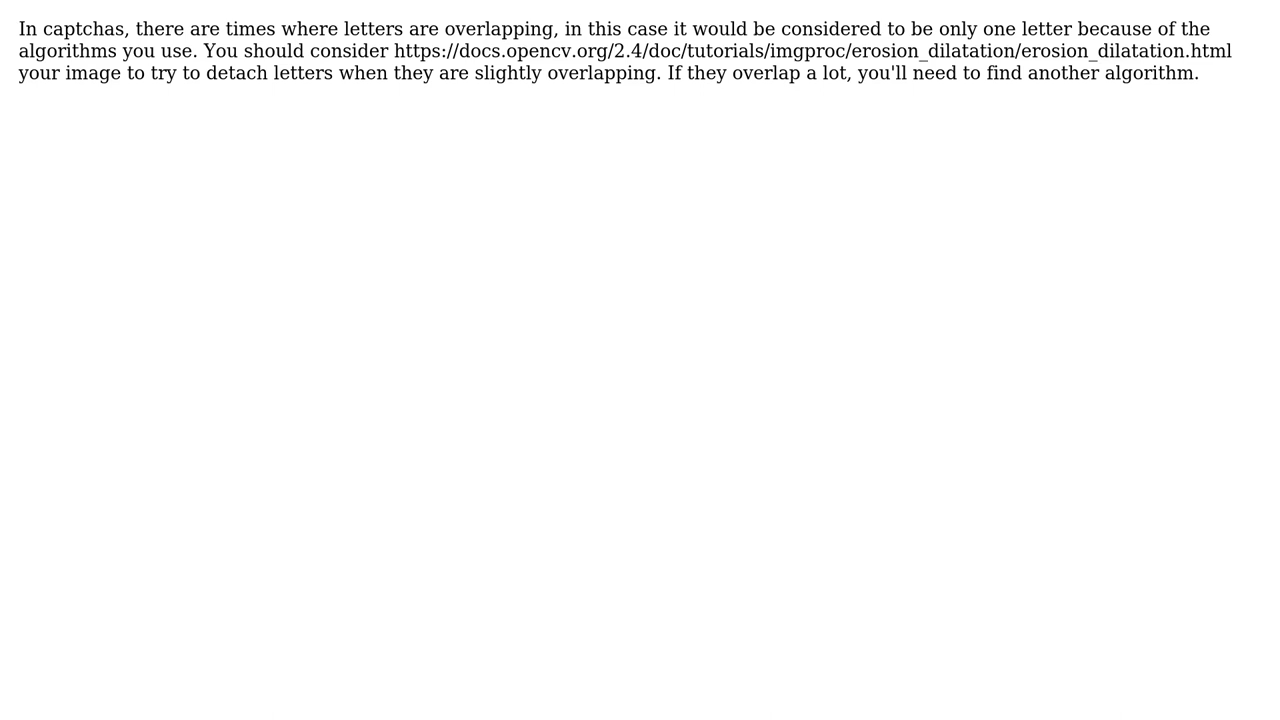 In captchas, there are times where letters are overlapping, in this case it would be considered to be only one letter because of the
algorithms you use. You should consider https://docs.opencv.org/2.4/doc/tutorials/imgproc/erosion_dilatation/erosion_dilatation.html
your image to try to detach letters when they are slightly overlapping. If they overlap a lot, you'll need to find another algorithm.